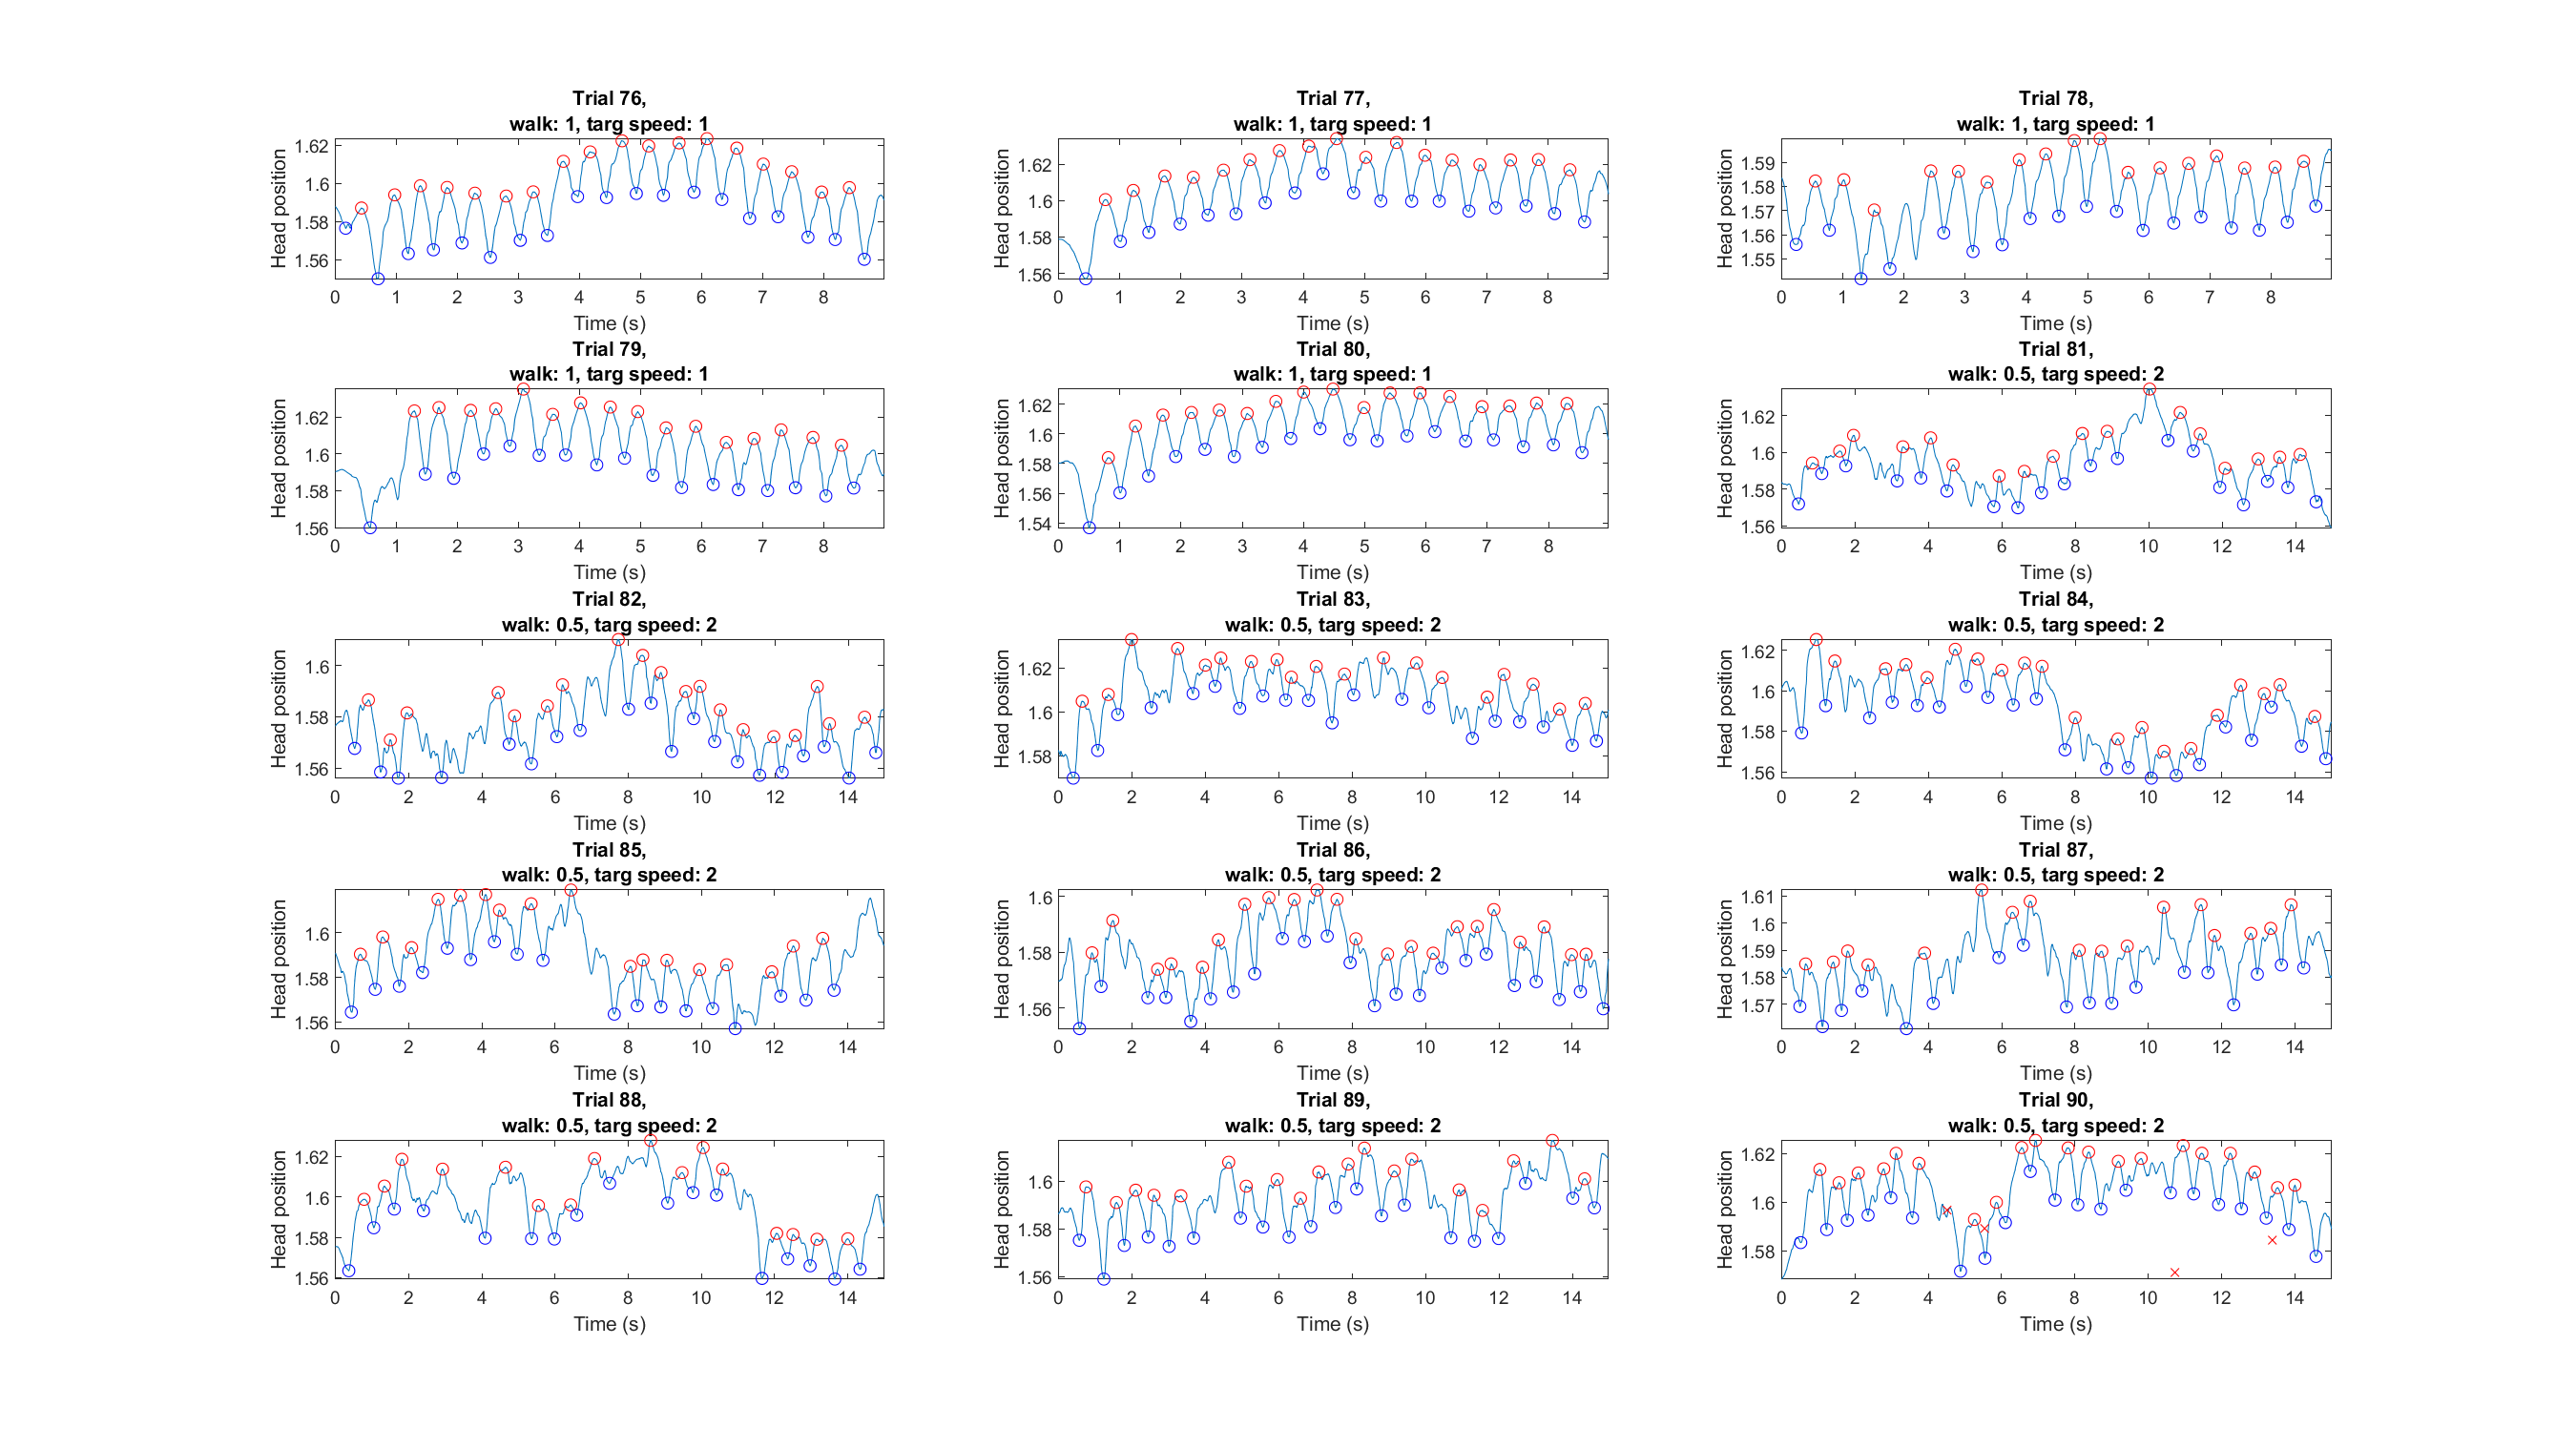 Trial 76,
walk: 1, targ speed: 1
Head position
1.62
1.6
1.58
1.56
0 1 2 3 4 5 6 7 8
Time (s)
Trial 77,
walk: 1, targ speed: 1
Head position
1.62
1.6
1.58
1.56
0 1 2 3 4 5 6 7 8
Time (s)
Trial 78,
walk: 1, targ speed: 1
Head position
1.59
1.58
1.57
1.56
1.55
0 1 2 3 4 5 6 7 8
Time (s)
Trial 79,
walk: 1, targ speed: 1
Head position
1.62
1.6
1.58
1.56
0 1 2 3 4 5 6 7 8
Time (s)
Trial 80,
walk: 1, targ speed: 1
Head position
1.62
1.6
1.58
1.56
1.54
0 1 2 3 4 5 6 7 8
Time (s)
Trial 81,
walk: 0.5, targ speed: 2
Head position
1.62
1.6
1.58
1.56
0 2 4 6 8 10 12 14
Time (s)
Trial 82,
walk: 0.5, targ speed: 2
Head position
1.6
1.58
1.56
0 2 4 6 8 10 12 14
Time (s)
Trial 83,
walk: 0.5, targ speed: 2
Head position
1.62
1.6
1.58
0 2 4 6 8 10 12 14
Time (s)
Trial 84,
walk: 0.5, targ speed: 2
Head position
1.62
1.6
1.58
1.56
0 2 4 6 8 10 12 14
Time (s)
Trial 85,
walk: 0.5, targ speed: 2
Head position
1.6
1.58
1.56
0 2 4 6 8 10 12 14
Time (s)
Trial 86,
walk: 0.5, targ speed: 2
Head position
1.6
1.58
1.56
0 2 4 6 8 10 12 14
Time (s)
Trial 87,
walk: 0.5, targ speed: 2
Head position
1.61
1.6
1.59
1.58
1.57
0 2 4 6 8 10 12 14
Time (s)
Trial 88,
walk: 0.5, targ speed: 2
Head position
1.62
1.6
1.58
1.56
0 2 4 6 8 10 12 14
Time (s)
Trial 89,
walk: 0.5, targ speed: 2
Head position
1.6
1.58
1.56
0 2 4 6 8 10 12 14
Time (s)
Trial 90,
walk: 0.5, targ speed: 2
Head position
1.62
1.6
1.58
0 2 4 6 8 10 12 14
Time (s)